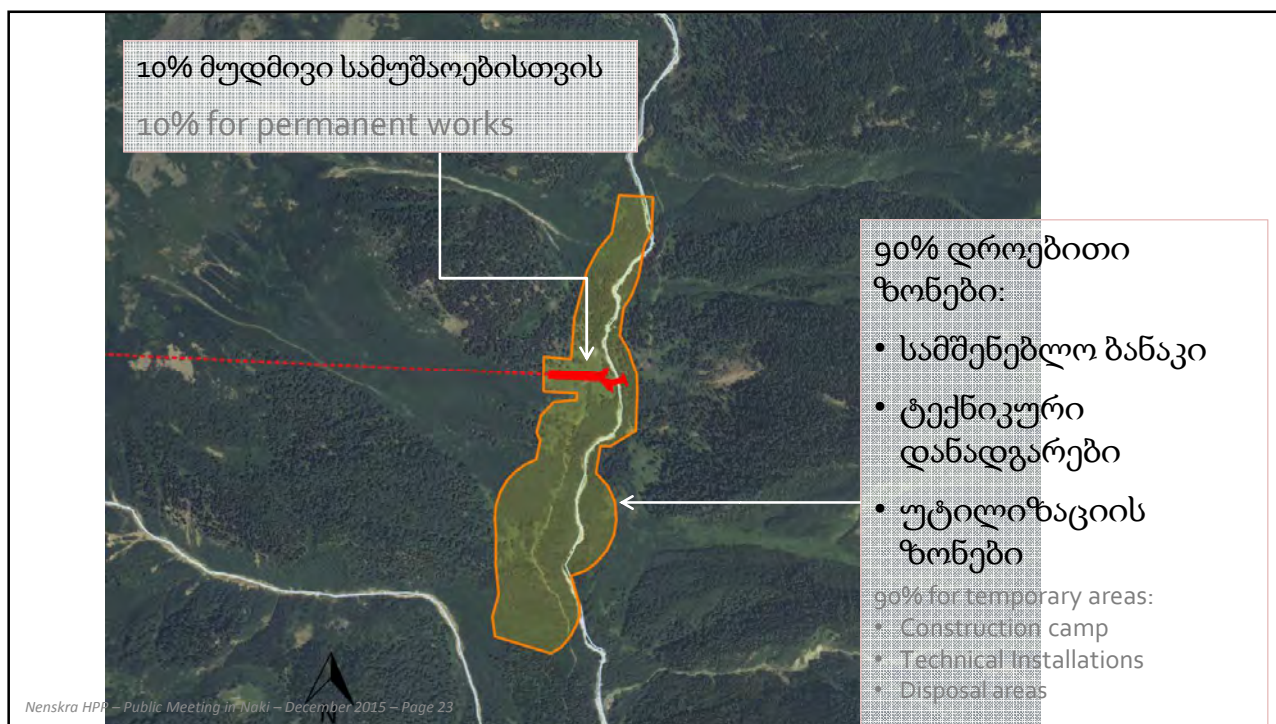 10% მუდმივი სამუშაოებისთვის
10% for permanent works
90% დროებითი
ზონები:
• სამშენებლო ბანაკი
• ტექნიკური
დანადგარები
• უტილიზაციის
ზონები
90% for temporary areas:
• Construction camp
• Technical Installations
• Disposal areas
N
Nenskra HPP – Public Meeting in Naki – December 2015 – Page 23